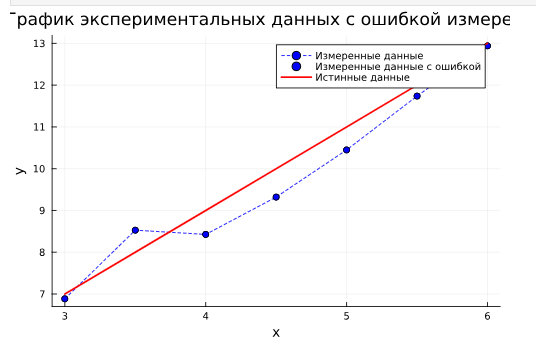 График экспериментальных данных с ошибкой измере
13
12
11
10
9
8
7
y
Измеренные данные
Измеренные данные с ошибкой
Истинные данные
3 4 5 6
x